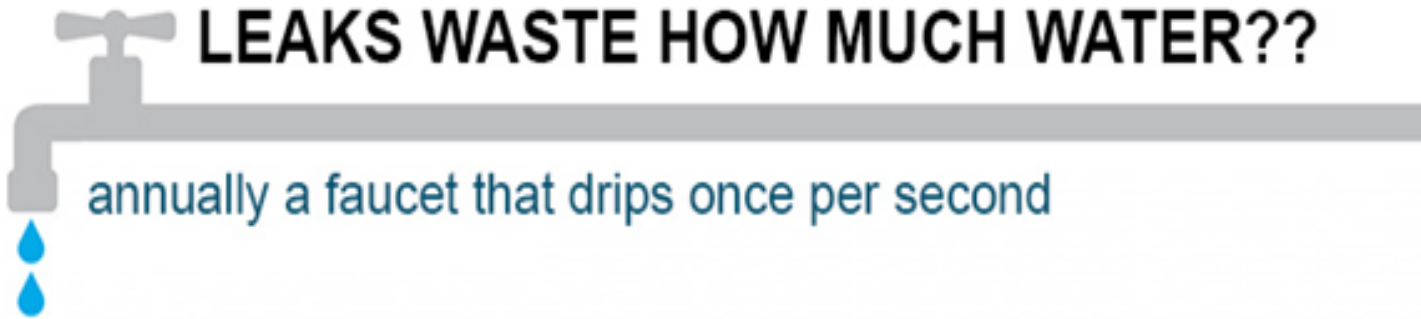 LEAKS WASTE HOW MUCH WATER??
annually a faucet that drips once per second